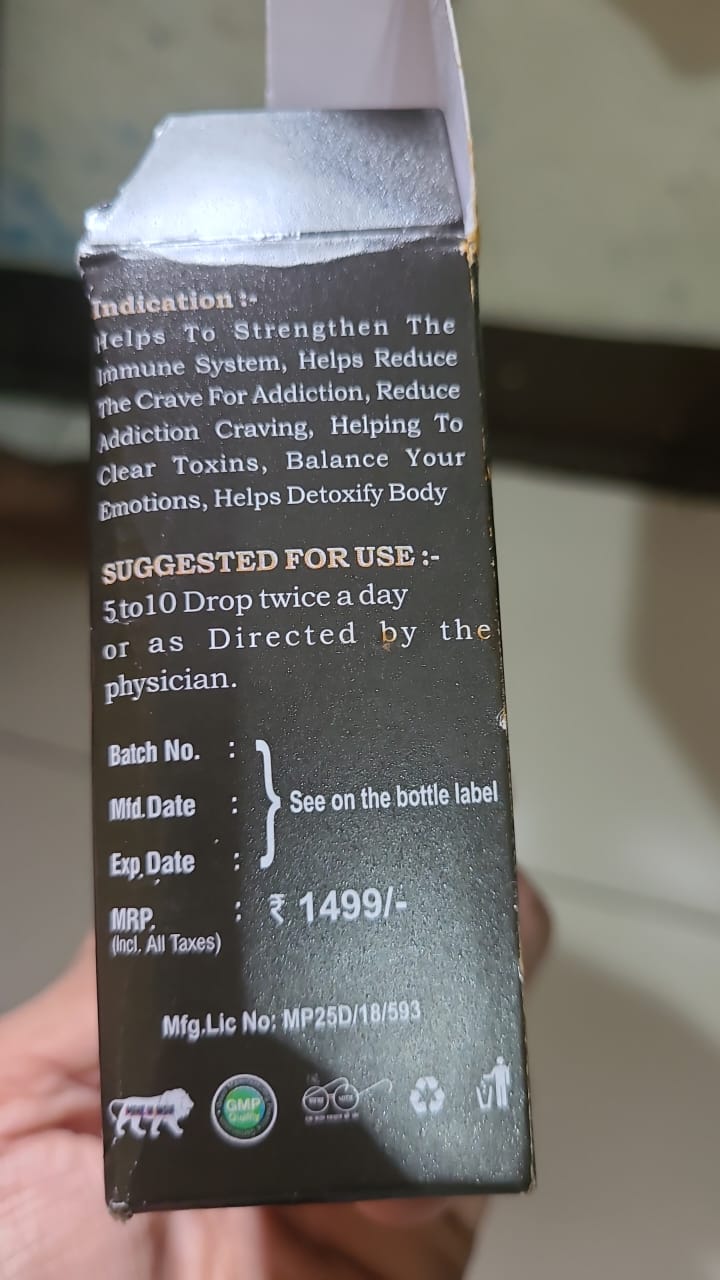 Indication :-
Helps To Strengthen The
Immune System, Helps Reduce
The Crave For Addiction, Reduce
Addiction Craving, Helping To
Clear Toxins, Balance Your
Emotions, Helps Detoxify Body
SUGGESTED FOR USE :-
5to10 Drop twice a day
or as Directed by the
physician.
Batch No. :
Mfd.Date :
Exp.Date :
See on the bottle label
MRP. : ₹ 1499/-
(Incl. All Taxes)
Mfg.Lic No: MP25D/18/593
GMP
Quality